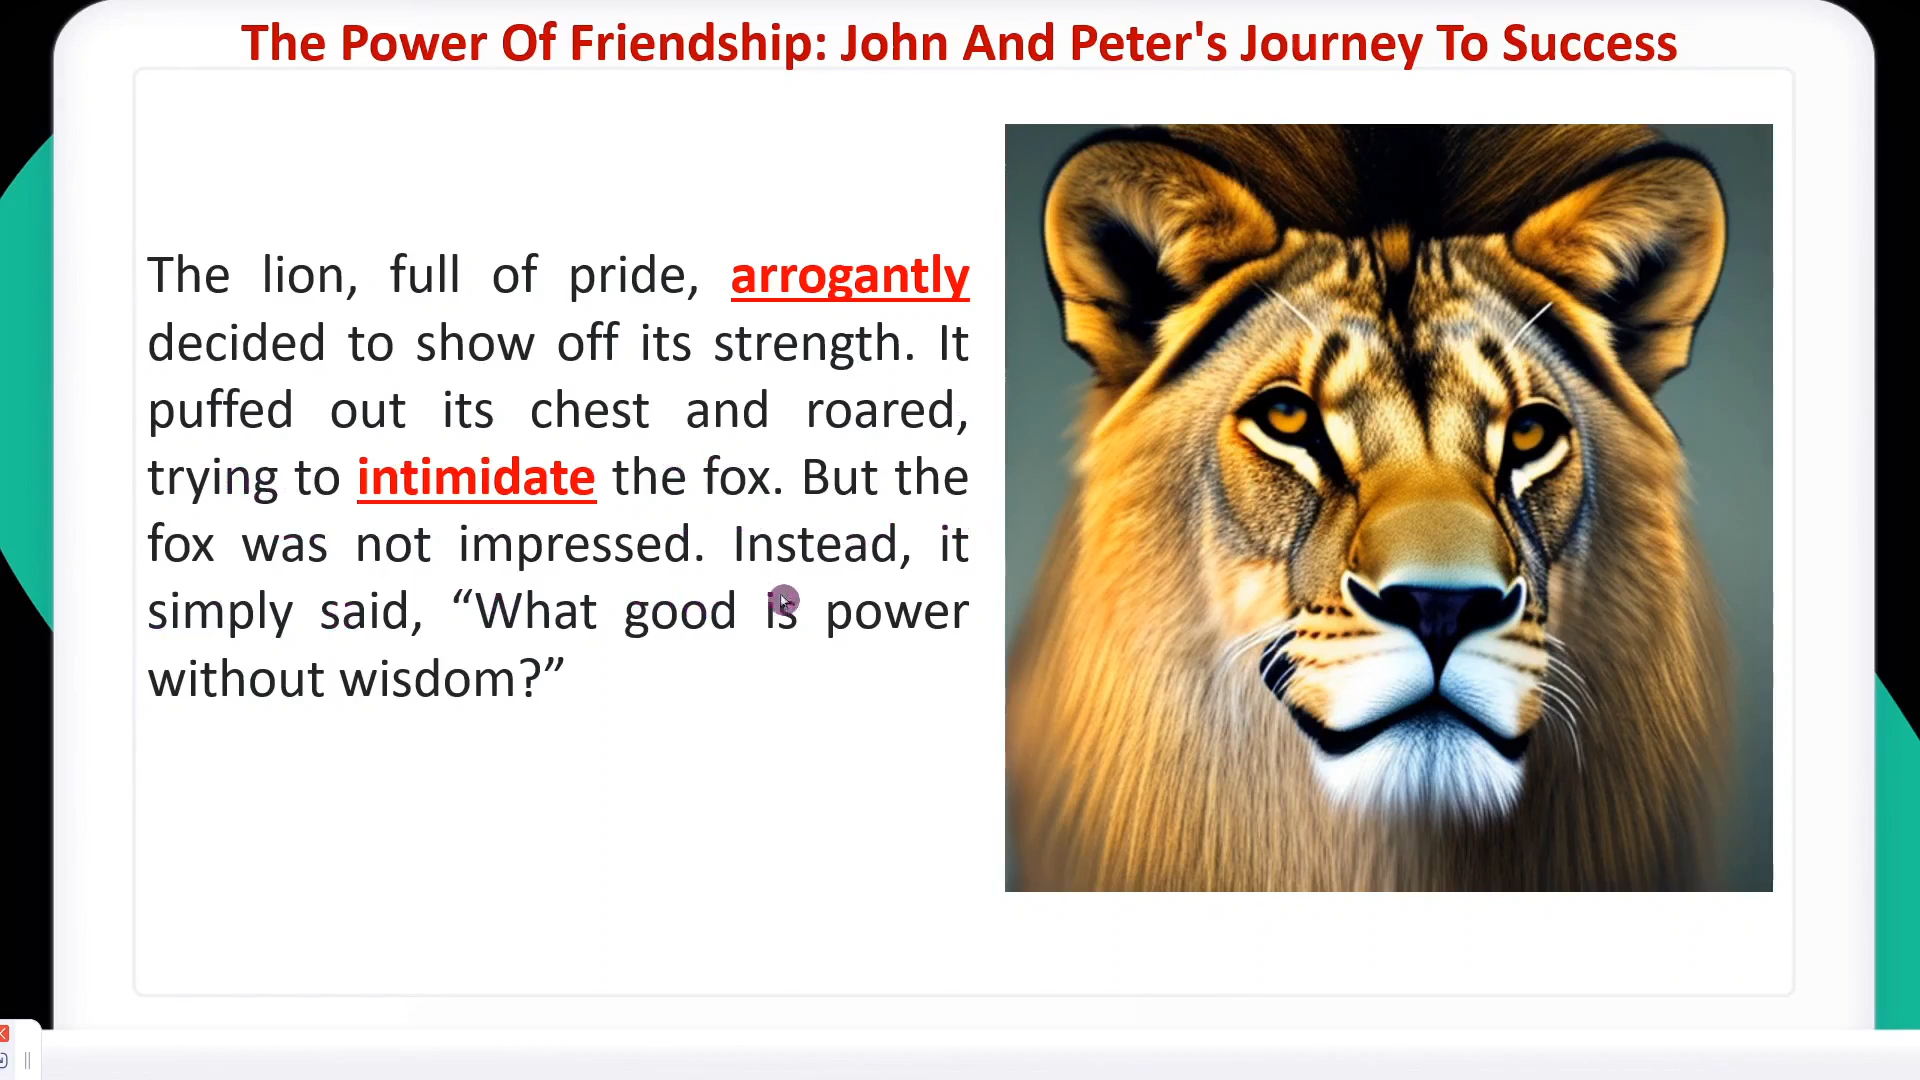 The Power Of Friendship: John And Peter's Journey To Success
The lion, full of pride, arrogantly
decided to show off its strength. It
puffed out its chest and roared,
trying to intimidate the fox. But the
fox was not impressed. Instead, it
simply said, “What good is power
without wisdom?”